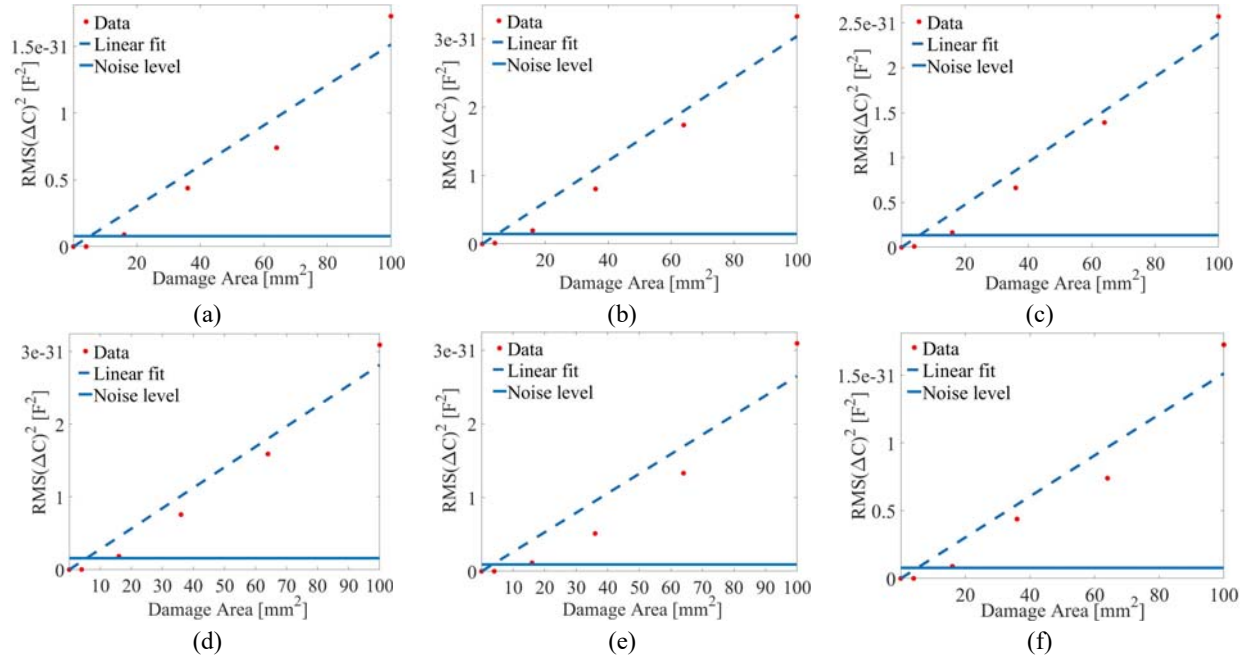 1.5e-31
1
0.5
0
20 40 60 80 100
RMS(ΔC)² [F²]
Damage Area [mm²]
Data
Linear fit
Noise level
(a)
3e-31
2
1
0
20 40 60 80 100
RMS (ΔC²) [F²]
Damage Area [mm²]
Data
Linear fit
Noise level
(b)
2.5e-31
2
1.5
1
0.5
0
20 40 60 80 100
RMS(ΔC)² [F²]
Damage Area [mm²]
Data
Linear fit
Noise level
(c)
3e-31
2
1
0
10 20 30 40 50 60 70 80 90 100
RMS(ΔC)² [F²]
Damage Area [mm²]
Data
Linear fit
Noise level
(d)
3e-31
2
1
0
10 20 30 40 50 60 70 80 90 100
RMS(ΔC)² [F²]
Damage Area [mm²]
Data
Linear fit
Noise level
(e)
1.5e-31
1
0.5
0
20 40 60 80 100
RMS(ΔC)² [F²]
Damage Area [mm²]
Data
Linear fit
Noise level
(f)